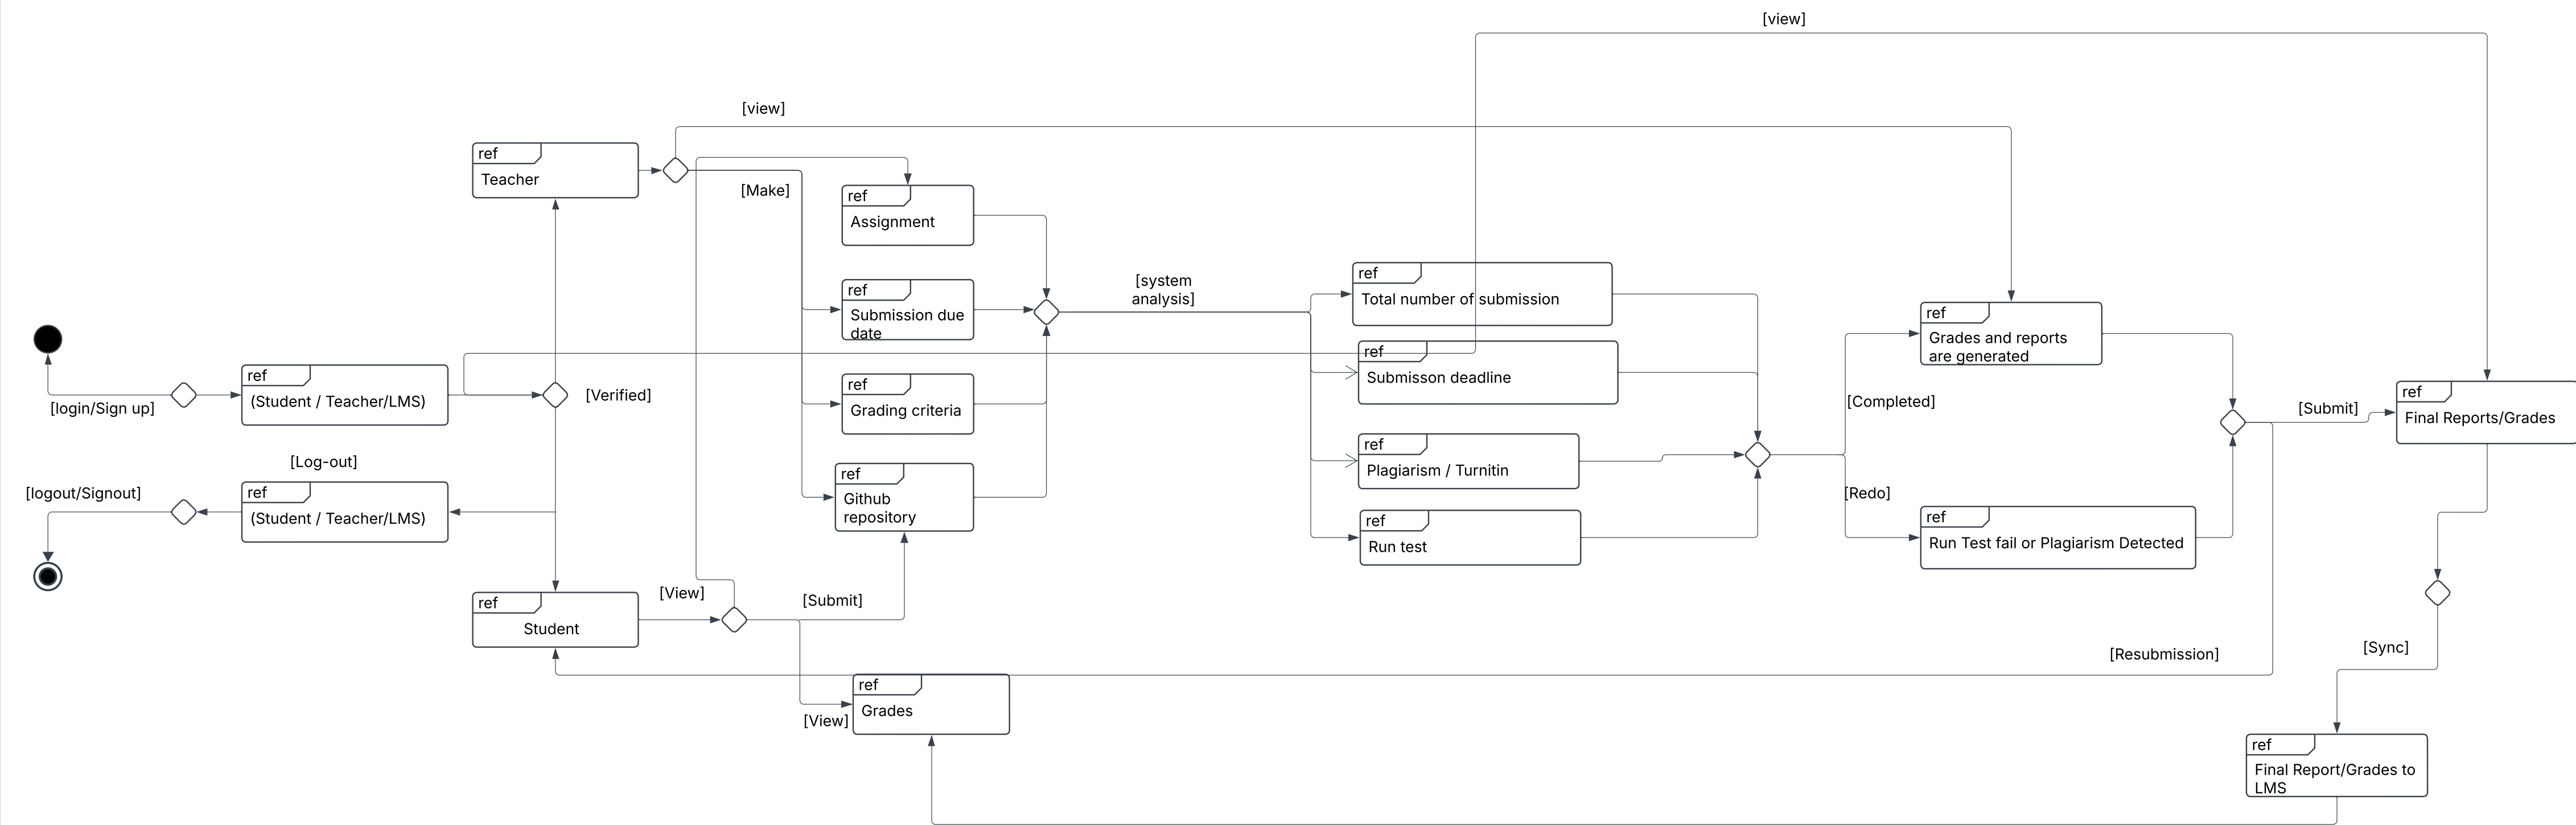 [view]
[view]
ref
Teacher
[Make]
ref
Assignment
ref
Submission due
date
[system
analysis]
ref
Total number of submission
ref
Submisson deadline
ref
Grades and reports
are generated
ref
(Student / Teacher/LMS)
[login/Sign up]
[Verified]
ref
Grading criteria
[Completed]
[Submit]
ref
Final Reports/Grades
[Log-out]
[logout/Signout]
ref
(Student / Teacher/LMS)
ref
Github
repository
ref
Plagiarism / Turnitin
[Redo]
ref
Run test
ref
Run Test fail or Plagiarism Detected
ref
Student
[View]
[Submit]
[Resubmission]
[Sync]
ref
Grades
[View]
ref
Final Report/Grades to
LMS